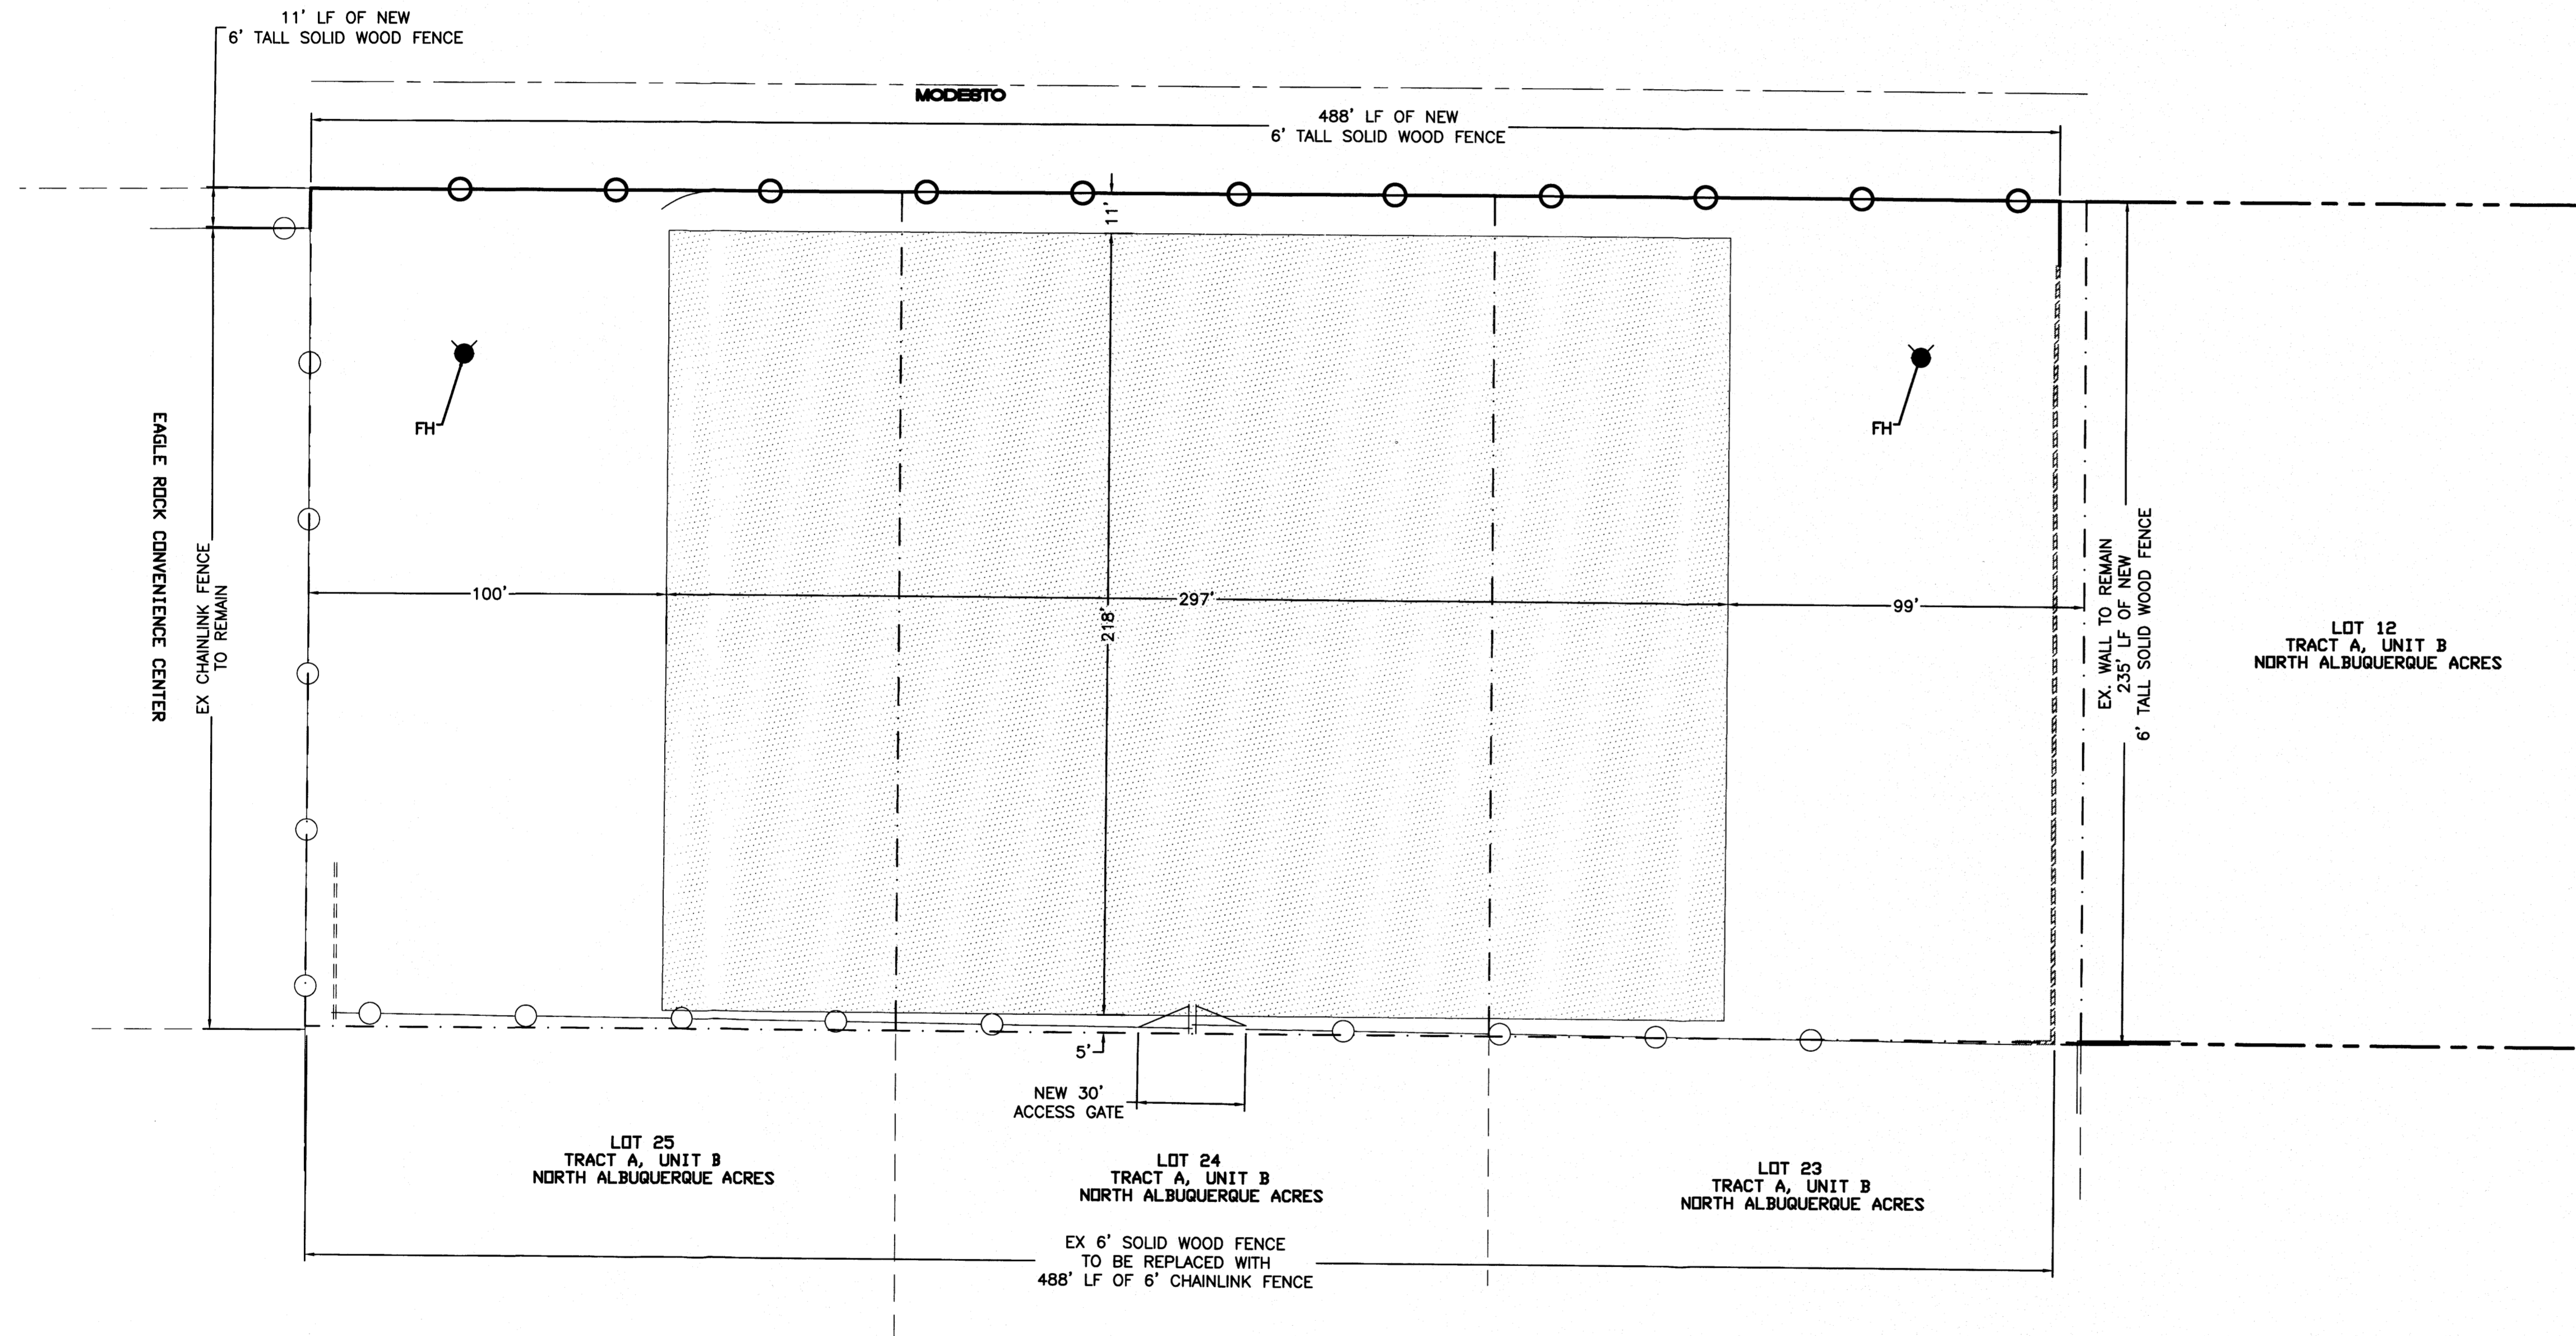 11' LF OF NEW
6' TALL SOLID WOOD FENCE
MODESTO
488' LF OF NEW
6' TALL SOLID WOOD FENCE
11'
FH
FH
EAGLE ROCK CONVENIENCE CENTER
EX CHAINLINK FENCE
TO REMAIN
100'
297'
218'
99'
EX. WALL TO REMAIN
235' LF OF NEW
6' TALL SOLID WOOD FENCE
LOT 12
TRACT A, UNIT B
NORTH ALBUQUERQUE ACRES
5'
NEW 30'
ACCESS GATE
LOT 25
TRACT A, UNIT B
NORTH ALBUQUERQUE ACRES
LOT 24
TRACT A, UNIT B
NORTH ALBUQUERQUE ACRES
LOT 23
TRACT A, UNIT B
NORTH ALBUQUERQUE ACRES
EX 6' SOLID WOOD FENCE
TO BE REPLACED WITH
488' LF OF 6' CHAINLINK FENCE